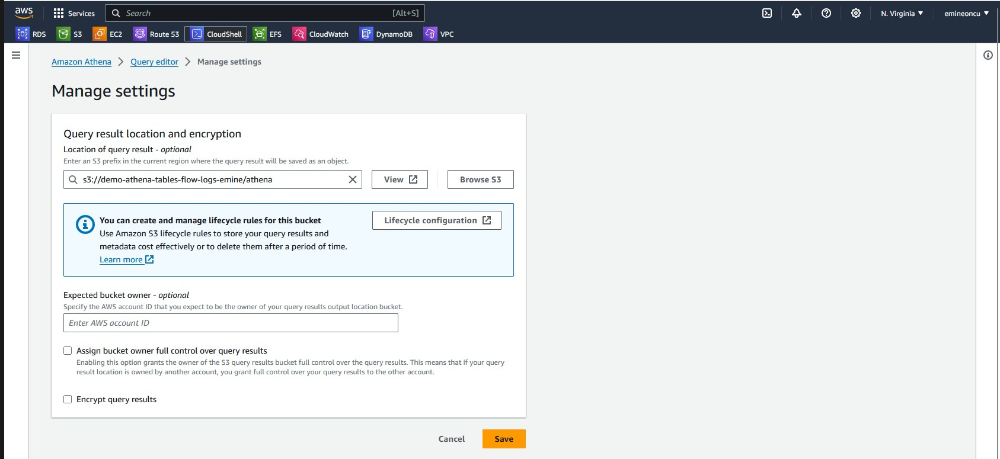 aws Services Search [Alt+S] N. Virginia emineoncu
RDS S3 EC2 Route 53 CloudShell EFS CloudWatch DynamoDB VPC
Amazon Athena Query editor Manage settings
Manage settings
Query result location and encryption
Location of query result - optional
Enter an S3 prefix in the current region where the query result will be saved as an object.
s3://demo-athena-tables-flow-logs-emine/athena View Browse S3
You can create and manage lifecycle rules for this bucket Lifecycle configuration
Use Amazon S3 lifecycle rules to store your query results and
metadata cost effectively or to delete them after a period of time.
Learn more
Expected bucket owner - optional
Specify the AWS account ID that you expect to be the owner of your query results output location bucket.
Enter AWS account ID
Assign bucket owner full control over query results
Enabling this option grants the owner of the S3 query results bucket full control over the query results. This means that if your query
result location is owned by another account, you grant full control over your query results to the other account.
Encrypt query results
Cancel Save